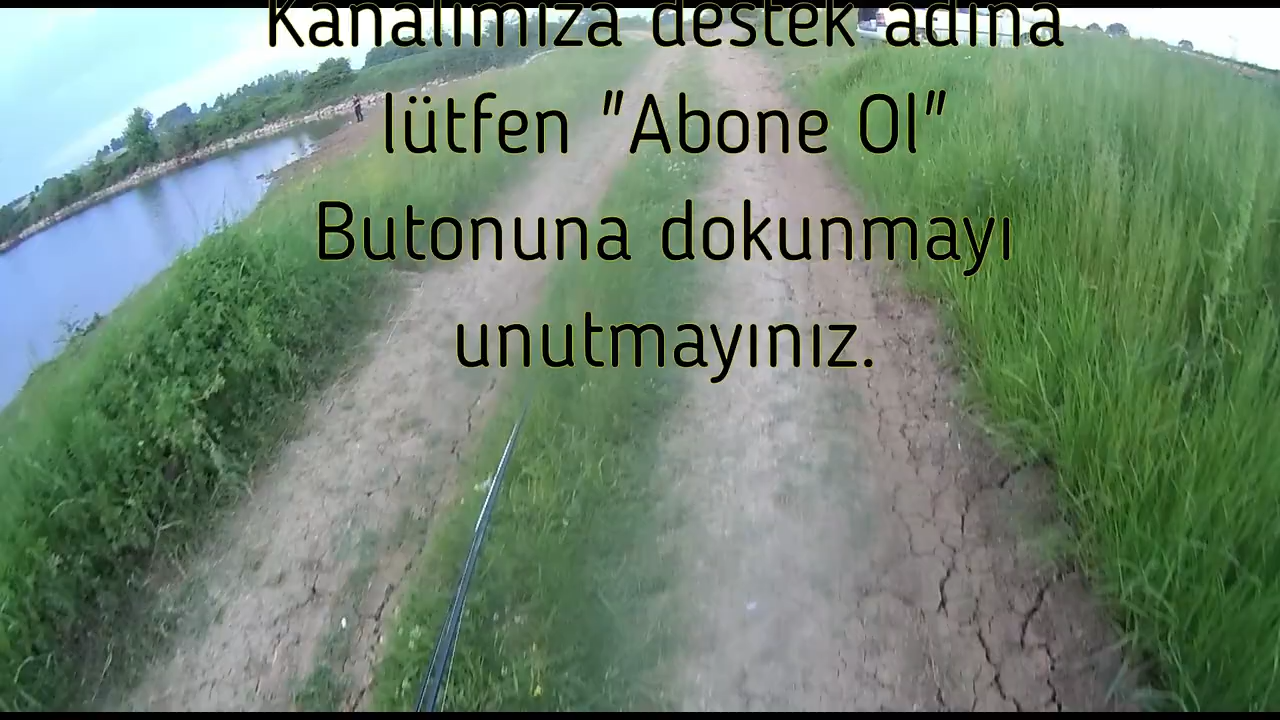 Kanalımıza destek adına
lütfen "Abone Ol"
Butonuna dokunmayı
unutmayınız.